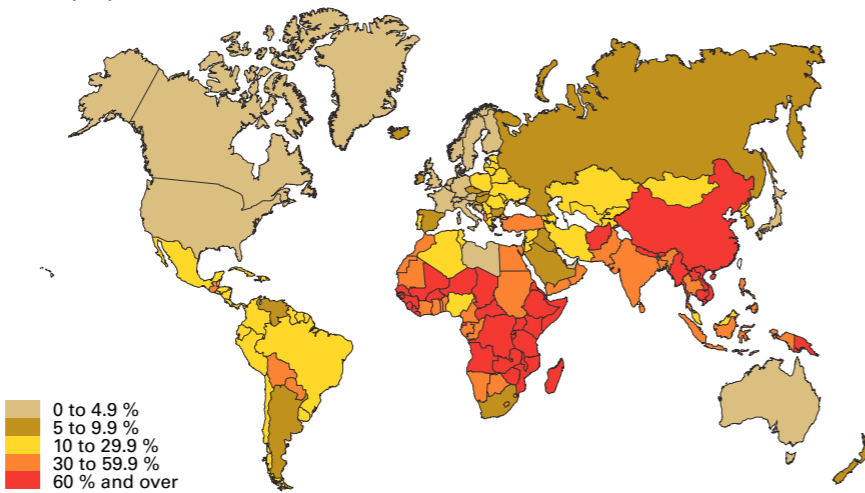 0 to 4.9 %
5 to 9.9 %
10 to 29.9 %
30 to 59.9 %
60 % and over